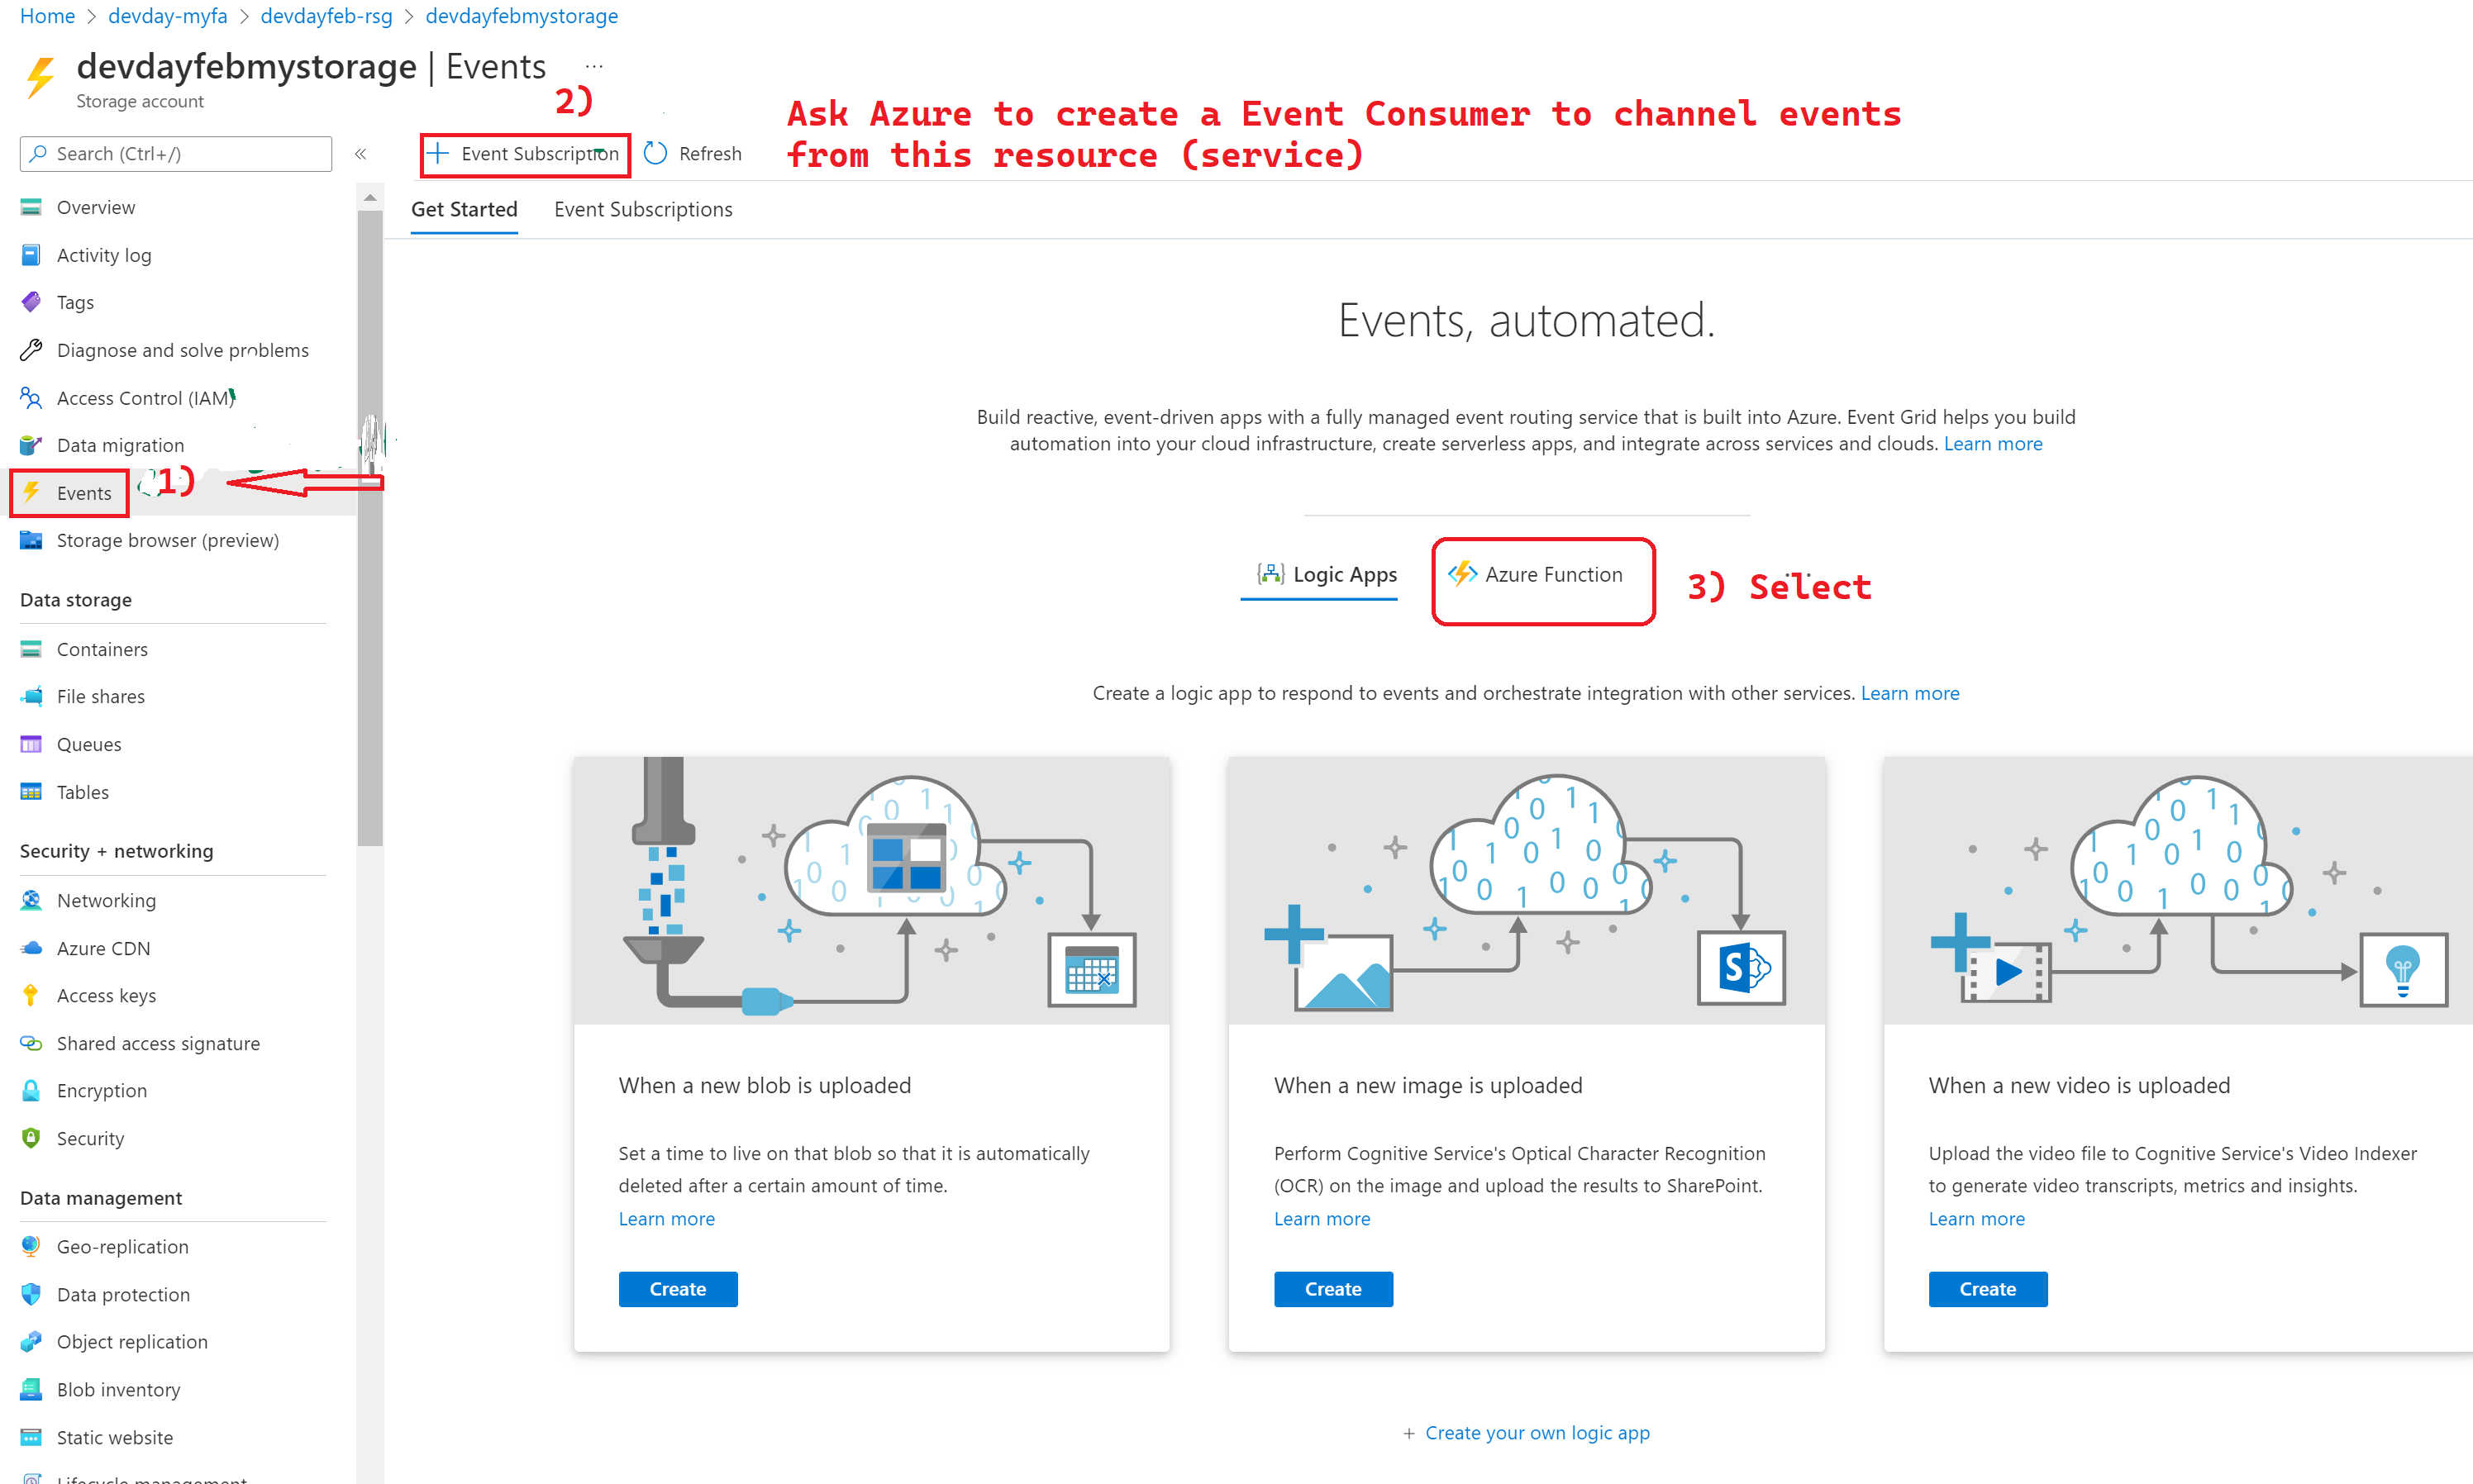 Home > devday-myfa > devdayfeb-rsg > devdayfebmystorage
devdayfebmystorage | Events ...
Storage account
2)
Ask Azure to create a Event Consumer to channel events
from this resource (service)
Search (Ctrl+/) «
+ Event Subscription Refresh
Get Started Event Subscriptions
Overview
Activity log
Tags
Diagnose and solve problems
Access Control (IAM)
Data migration
Events 1)
Storage browser (preview)
Data storage
Containers
File shares
Queues
Tables
Security + networking
Networking
Azure CDN
Access keys
Shared access signature
Encryption
Security
Data management
Geo-replication
Data protection
Object replication
Blob inventory
Static website
Lifecycle management
Events, automated.
Build reactive, event-driven apps with a fully managed event routing service that is built into Azure. Event Grid helps you build
automation into your cloud infrastructure, create serverless apps, and integrate across services and clouds. Learn more
Logic Apps Azure Function 3) Select
Create a logic app to respond to events and orchestrate integration with other services. Learn more
When a new blob is uploaded
Set a time to live on that blob so that it is automatically
deleted after a certain amount of time.
Learn more
Create
When a new image is uploaded
Perform Cognitive Service's Optical Character Recognition
(OCR) on the image and upload the results to SharePoint.
Learn more
Create
When a new video is uploaded
Upload the video file to Cognitive Service's Video Indexer
to generate video transcripts, metrics and insights.
Learn more
Create
+ Create your own logic app